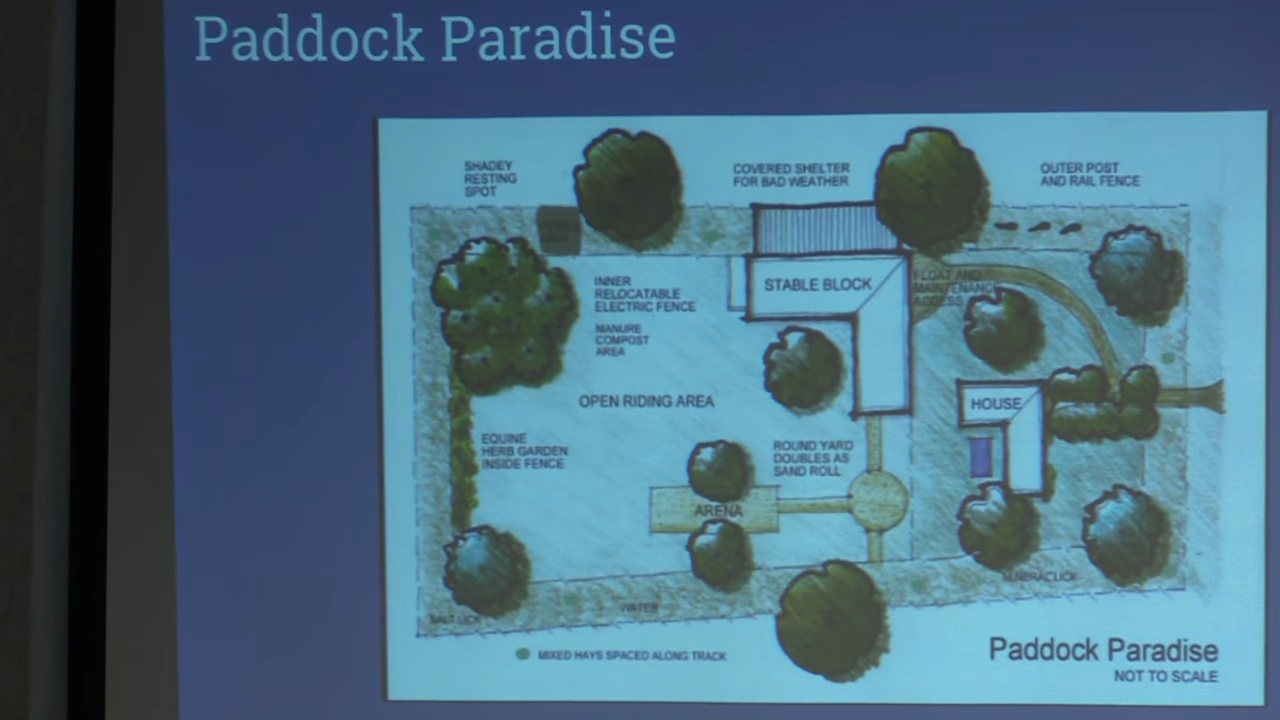 Paddock Paradise
SHADEY
RESTING
SPOT
COVERED SHELTER
FOR BAD WEATHER
OUTER POST
AND RAIL FENCE
INNER
RELOCATABLE
ELECTRIC FENCE
STABLE BLOCK
FLOAT AND
MAINTENANCE
ACCESS
MANURE
COMPOST
AREA
OPEN RIDING AREA
HOUSE
EQUINE
HERB GARDEN
INSIDE FENCE
ROUND YARD
DOUBLES AS
SAND ROLL
ARENA
MINERAL LICK
WATER
SALT LICK
MIXED HAYS SPACED ALONG TRACK
Paddock Paradise
NOT TO SCALE